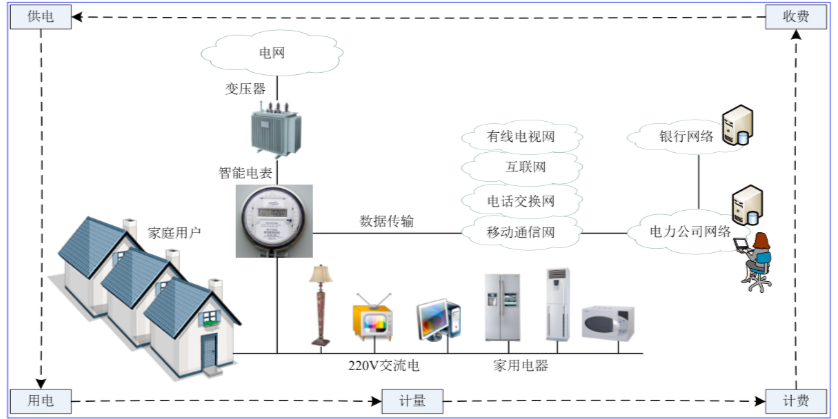 供电
收费
电网
变压器
有线电视网
银行网络
互联网
智能电表
电话交换网
家庭用户
数据传输
移动通信网
电力公司网络
220V交流电
家用电器
用电
计量
计费